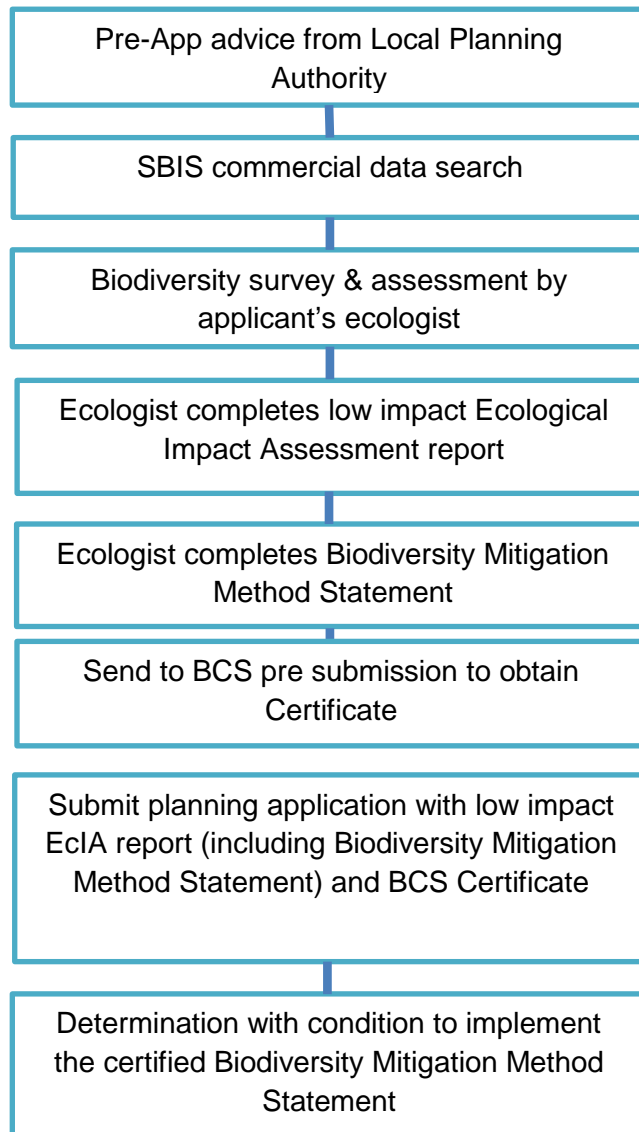 Pre-App advice from Local Planning
Authority
SBIS commercial data search
Biodiversity survey & assessment by
applicant’s ecologist
Ecologist completes low impact Ecological
Impact Assessment report
Ecologist completes Biodiversity Mitigation
Method Statement
Send to BCS pre submission to obtain
Certificate
Submit planning application with low impact
EcIA report (including Biodiversity Mitigation
Method Statement) and BCS Certificate
Determination with condition to implement
the certified Biodiversity Mitigation Method
Statement